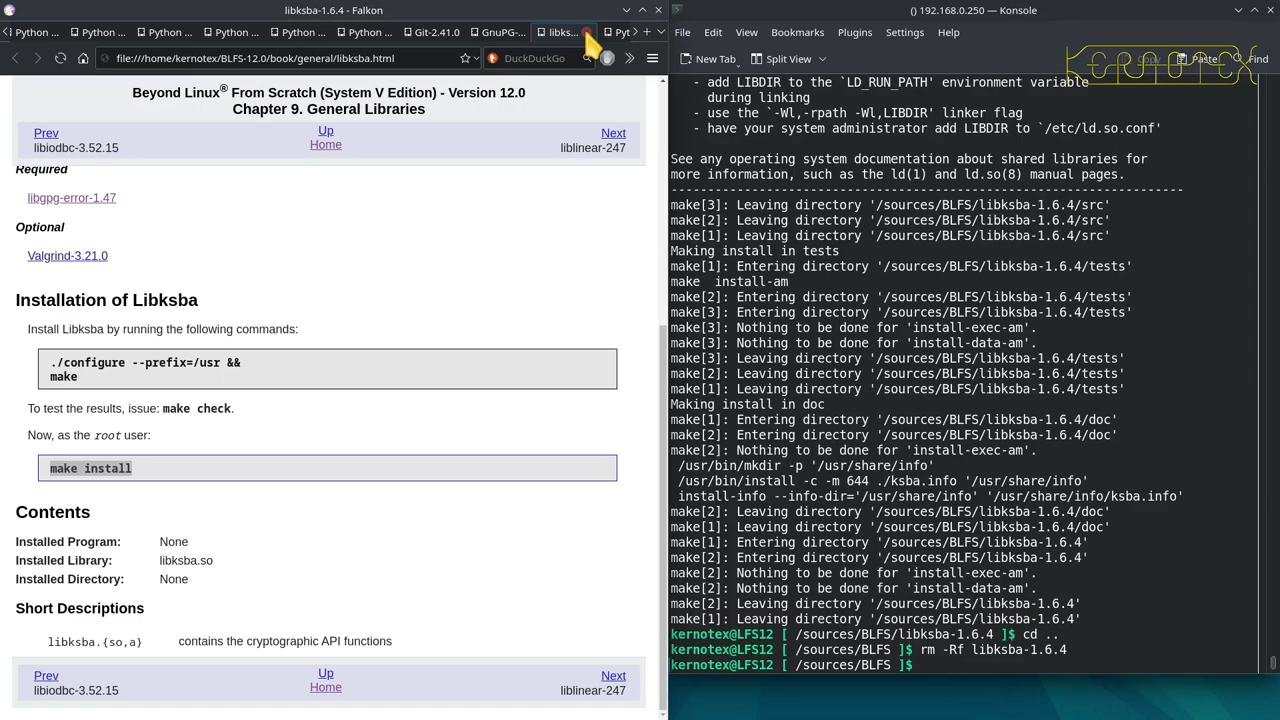 libksba-1.6.4 - Falkon
Python ...
Python ...
Python ...
Python ...
Python ...
Python ...
Git-2.41.0
GnuPG-...
libks...
Pyt
file:///home/kernotex/BLFS-12.0/book/general/libksba.html
DuckDuckGo
Beyond Linux® From Scratch (System V Edition) - Version 12.0
Chapter 9. General Libraries
Prev
libiodbc-3.52.15
Up
Home
Next
liblinear-247
Required
libgpg-error-1.47
Optional
Valgrind-3.21.0
Installation of Libksba
Install Libksba by running the following commands:
./configure --prefix=/usr &&
make
To test the results, issue: make check.
Now, as the root user:
make install
Contents
Installed Program: None
Installed Library: libksba.so
Installed Directory: None
Short Descriptions
libksba.{so,a} contains the cryptographic API functions
Prev
libiodbc-3.52.15
Up
Home
Next
liblinear-247
() 192.168.0.250 — Konsole
File Edit View Bookmarks Plugins Settings Help
New Tab Split View Copy Paste Find
KERNOTEX
- add LIBDIR to the `LD_RUN_PATH' environment variable
during linking
- use the `-Wl,-rpath -Wl,LIBDIR' linker flag
- have your system administrator add LIBDIR to `/etc/ld.so.conf'
See any operating system documentation about shared libraries for
more information, such as the ld(1) and ld.so(8) manual pages.
----------------------------------------------------------------------
make[3]: Leaving directory '/sources/BLFS/libksba-1.6.4/src'
make[2]: Leaving directory '/sources/BLFS/libksba-1.6.4/src'
make[1]: Leaving directory '/sources/BLFS/libksba-1.6.4/src'
Making install in tests
make[1]: Entering directory '/sources/BLFS/libksba-1.6.4/tests'
make  install-am
make[2]: Entering directory '/sources/BLFS/libksba-1.6.4/tests'
make[3]: Entering directory '/sources/BLFS/libksba-1.6.4/tests'
make[3]: Nothing to be done for 'install-exec-am'.
make[3]: Nothing to be done for 'install-data-am'.
make[3]: Leaving directory '/sources/BLFS/libksba-1.6.4/tests'
make[2]: Leaving directory '/sources/BLFS/libksba-1.6.4/tests'
make[1]: Leaving directory '/sources/BLFS/libksba-1.6.4/tests'
Making install in doc
make[1]: Entering directory '/sources/BLFS/libksba-1.6.4/doc'
make[2]: Entering directory '/sources/BLFS/libksba-1.6.4/doc'
make[2]: Nothing to be done for 'install-exec-am'.
/usr/bin/mkdir -p '/usr/share/info'
/usr/bin/install -c -m 644 ./ksba.info '/usr/share/info'
install-info --info-dir='/usr/share/info' '/usr/share/info/ksba.info'
make[2]: Leaving directory '/sources/BLFS/libksba-1.6.4/doc'
make[1]: Leaving directory '/sources/BLFS/libksba-1.6.4/doc'
make[1]: Entering directory '/sources/BLFS/libksba-1.6.4'
make[2]: Entering directory '/sources/BLFS/libksba-1.6.4'
make[2]: Nothing to be done for 'install-exec-am'.
make[2]: Nothing to be done for 'install-data-am'.
make[2]: Leaving directory '/sources/BLFS/libksba-1.6.4'
make[1]: Leaving directory '/sources/BLFS/libksba-1.6.4'
kernotex@LFS12 [ /sources/BLFS/libksba-1.6.4 ]$ cd ..
kernotex@LFS12 [ /sources/BLFS ]$ rm -Rf libksba-1.6.4
kernotex@LFS12 [ /sources/BLFS ]$